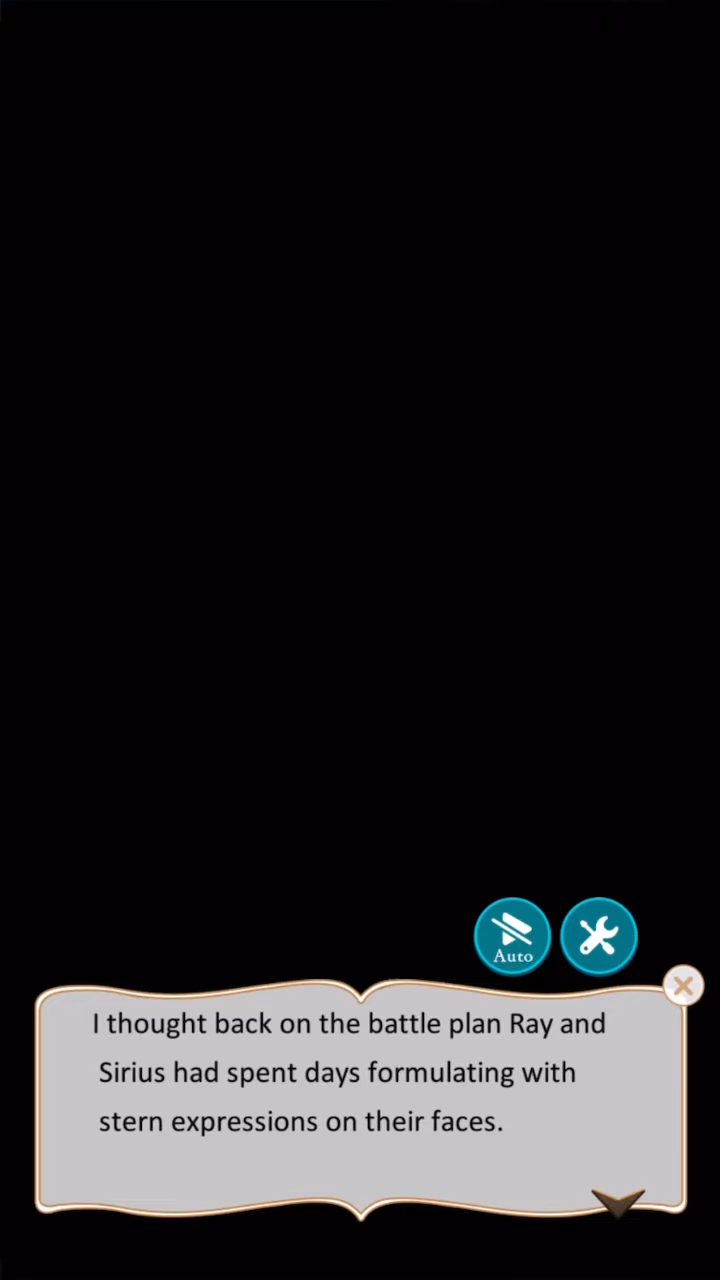 Auto
I thought back on the battle plan Ray and
Sirius had spent days formulating with
stern expressions on their faces.